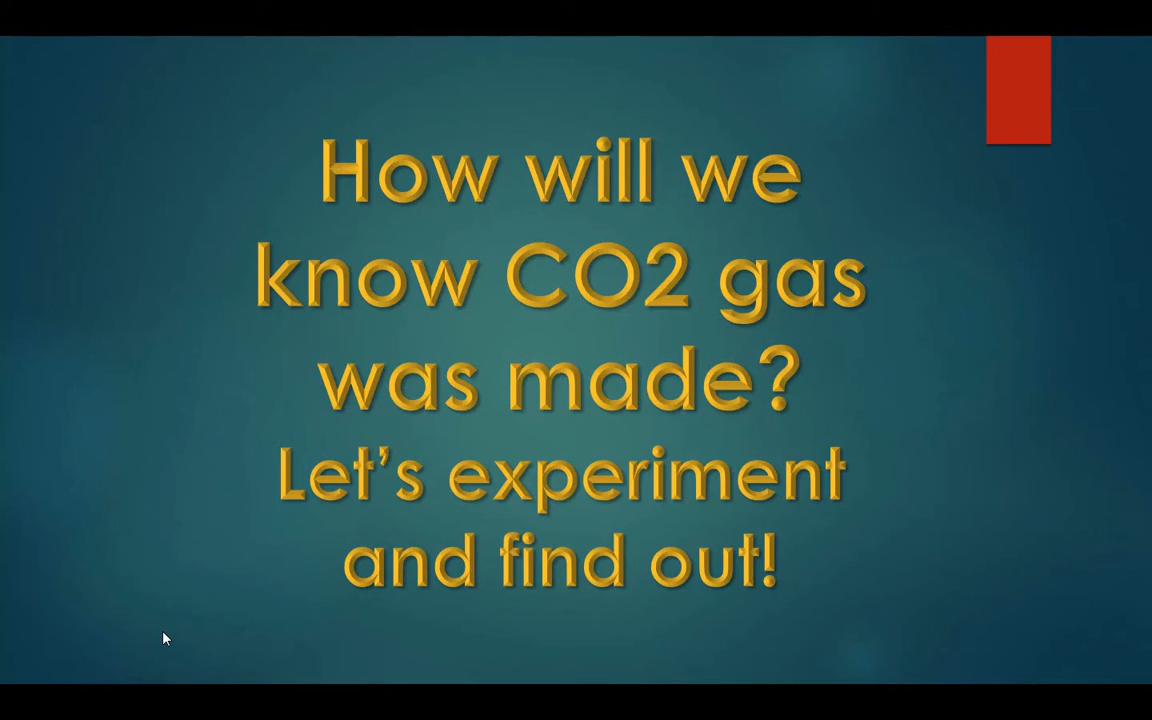 How will we
know CO2 gas
was made?
Let’s experiment
and find out!